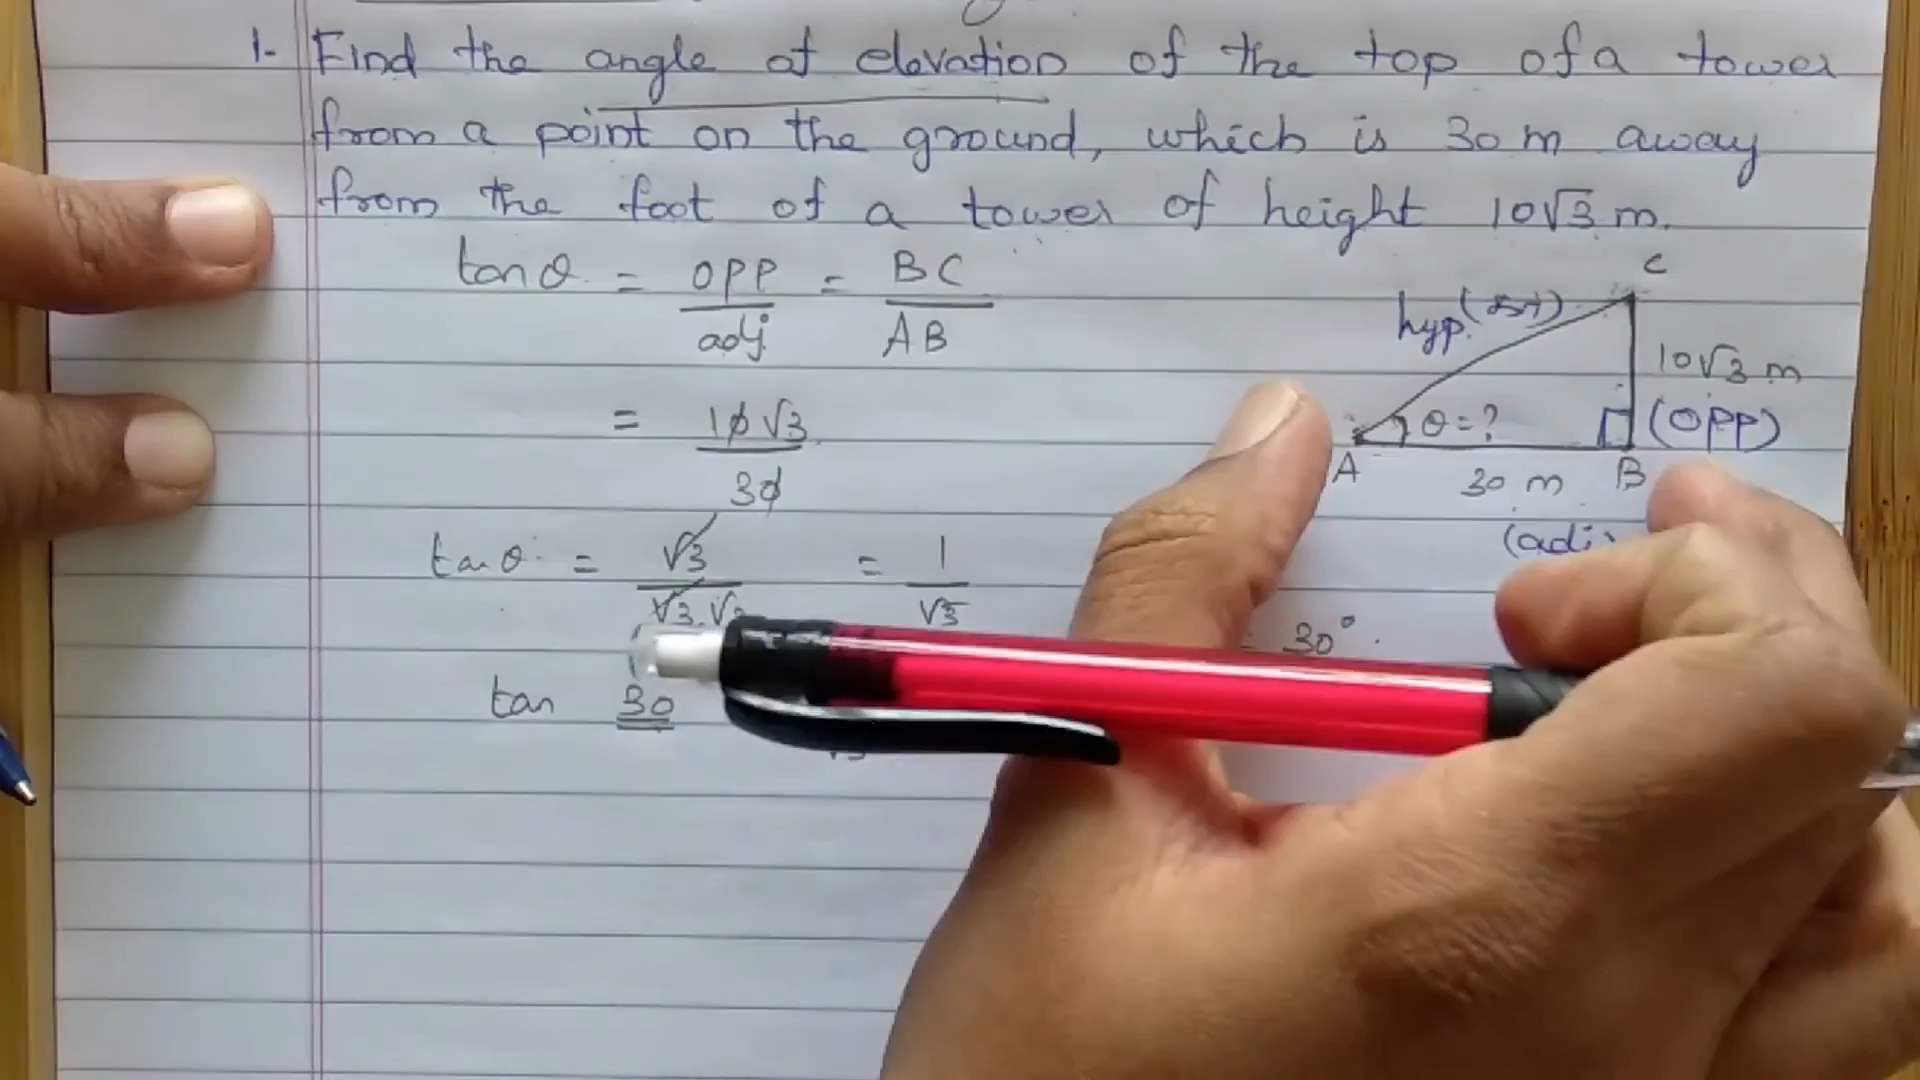 1- Find the angle of elevation of the top of a tower
from a point on the ground, which is 30 m away
from the foot of a tower of height 10√3 m.
tan θ = opp/adj = BC/AB
= 10√3/30
tan θ = √3/√3.√3 = 1/√3
= 30°.
tan 30
C
hyp.
10√3 m
(opp)
θ = ?
A
30 m
B